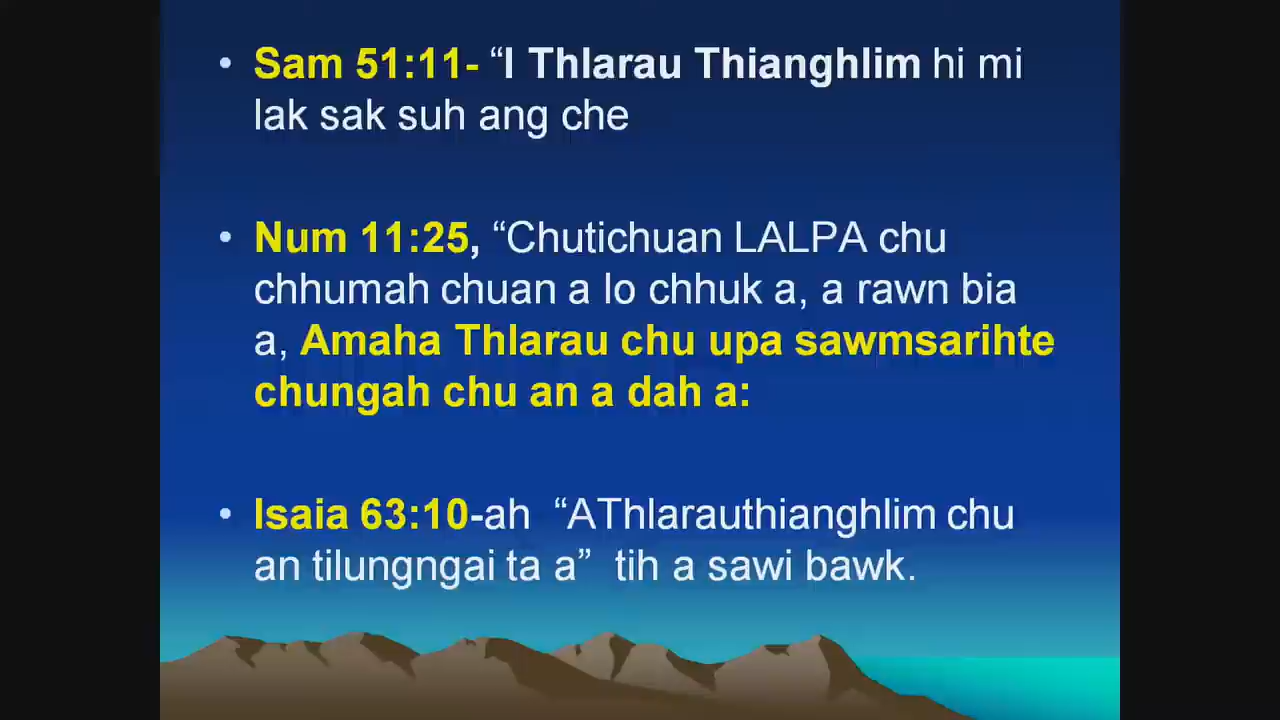 • Sam 51:11- “I Thlarau Thianghlim hi mi
lak sak suh ang che
• Num 11:25, “Chutichuan LALPA chu
chhumah chuan a lo chhuk a, a rawn bia
a, Amaha Thlarau chu upa sawmsarihte
chungah chu an a dah a:
• Isaia 63:10-ah “AThlarauthianghlim chu
an tilungngai ta a” tih a sawi bawk.